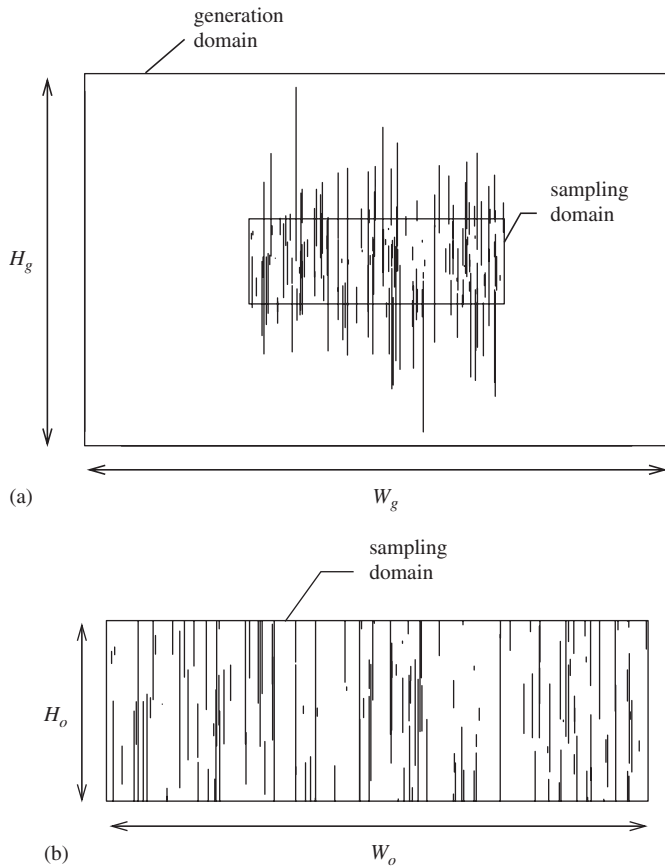 generation
domain
sampling
domain
H_g
W_g
(a)
sampling
domain
H_o
W_o
(b)